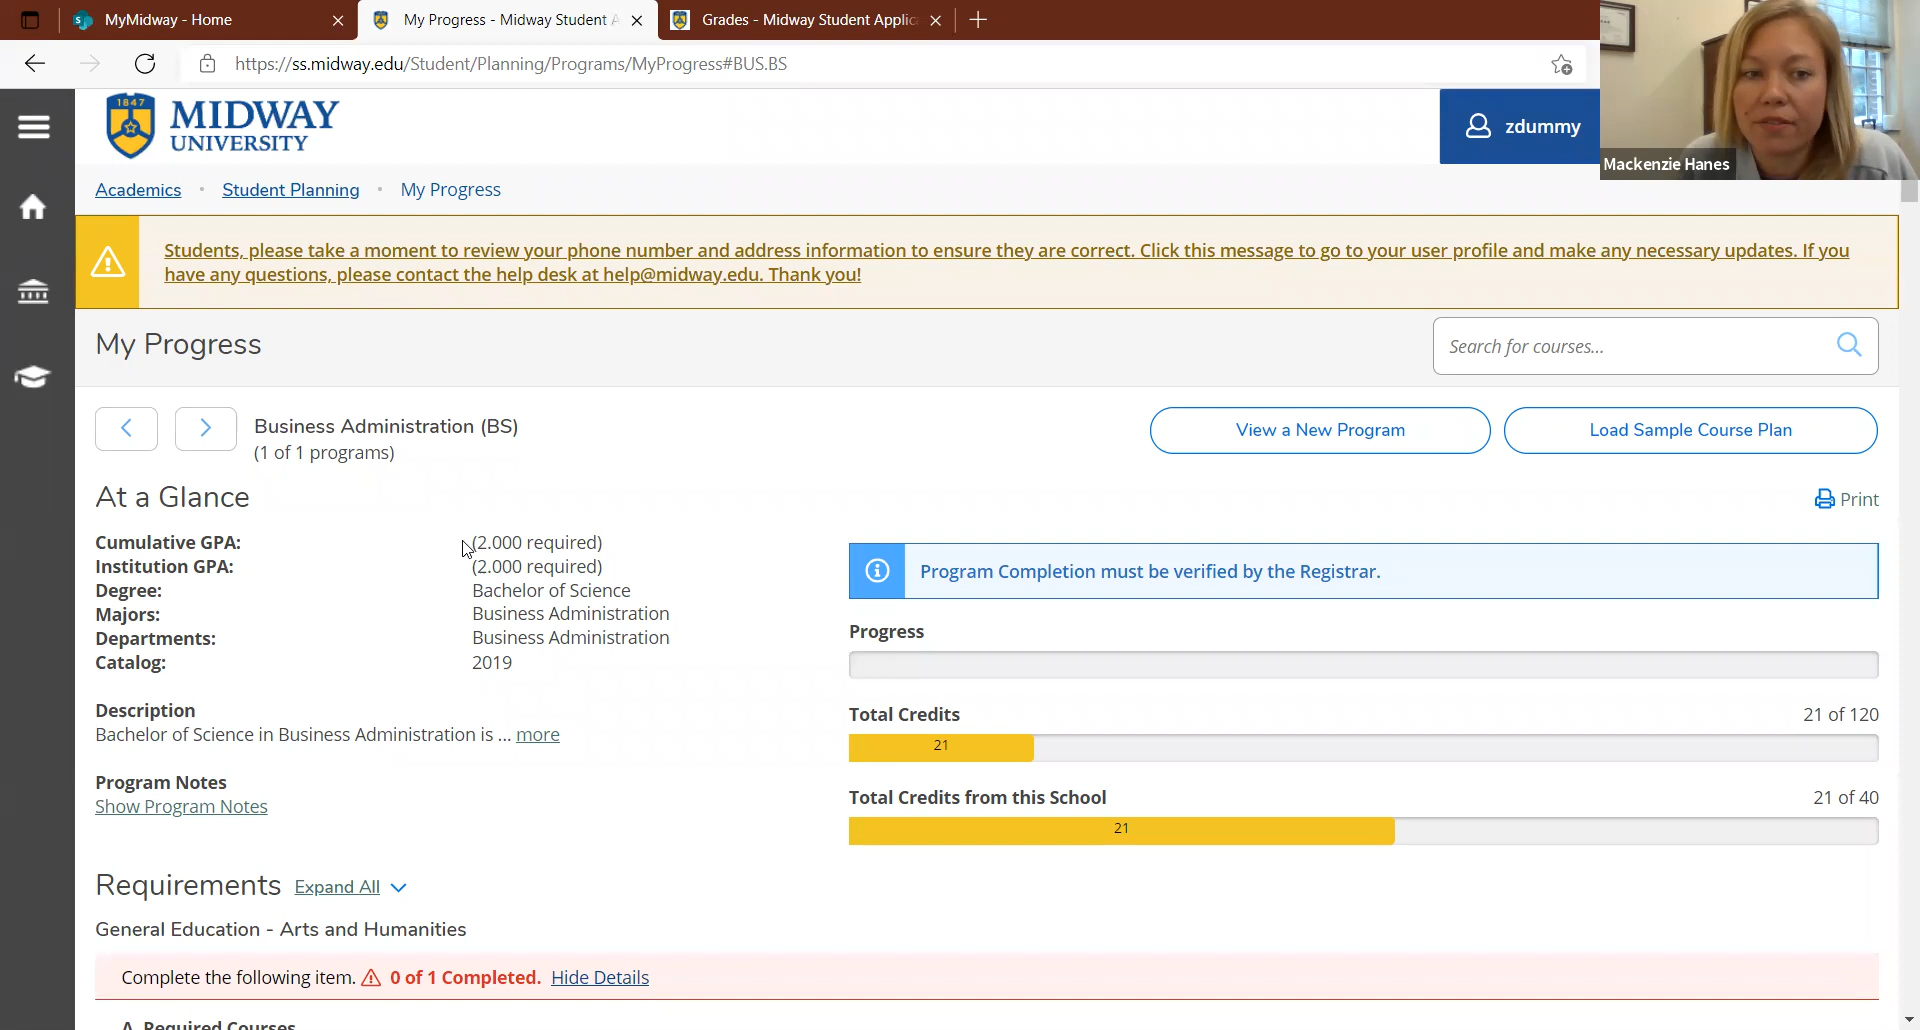 MyMidway - Home
My Progress - Midway Student A
Grades - Midway Student Applic
https://ss.midway.edu/Student/Planning/Programs/MyProgress#BUS.BS
1847
MIDWAY
UNIVERSITY
zdummy
Mackenzie Hanes
Academics • Student Planning • My Progress
Students, please take a moment to review your phone number and address information to ensure they are correct. Click this message to go to your user profile and make any necessary updates. If you
have any questions, please contact the help desk at help@midway.edu. Thank you!
My Progress
Search for courses...
Business Administration (BS)
(1 of 1 programs)
View a New Program
Load Sample Course Plan
At a Glance
Print
Cumulative GPA: (2.000 required)
Institution GPA: (2.000 required)
Degree: Bachelor of Science
Majors: Business Administration
Departments: Business Administration
Catalog: 2019
Description
Bachelor of Science in Business Administration is ... more
Program Notes
Show Program Notes
Program Completion must be verified by the Registrar.
Progress
Total Credits 21 of 120
21
Total Credits from this School 21 of 40
21
Requirements Expand All
General Education - Arts and Humanities
Complete the following item. 0 of 1 Completed. Hide Details
A. Required Courses